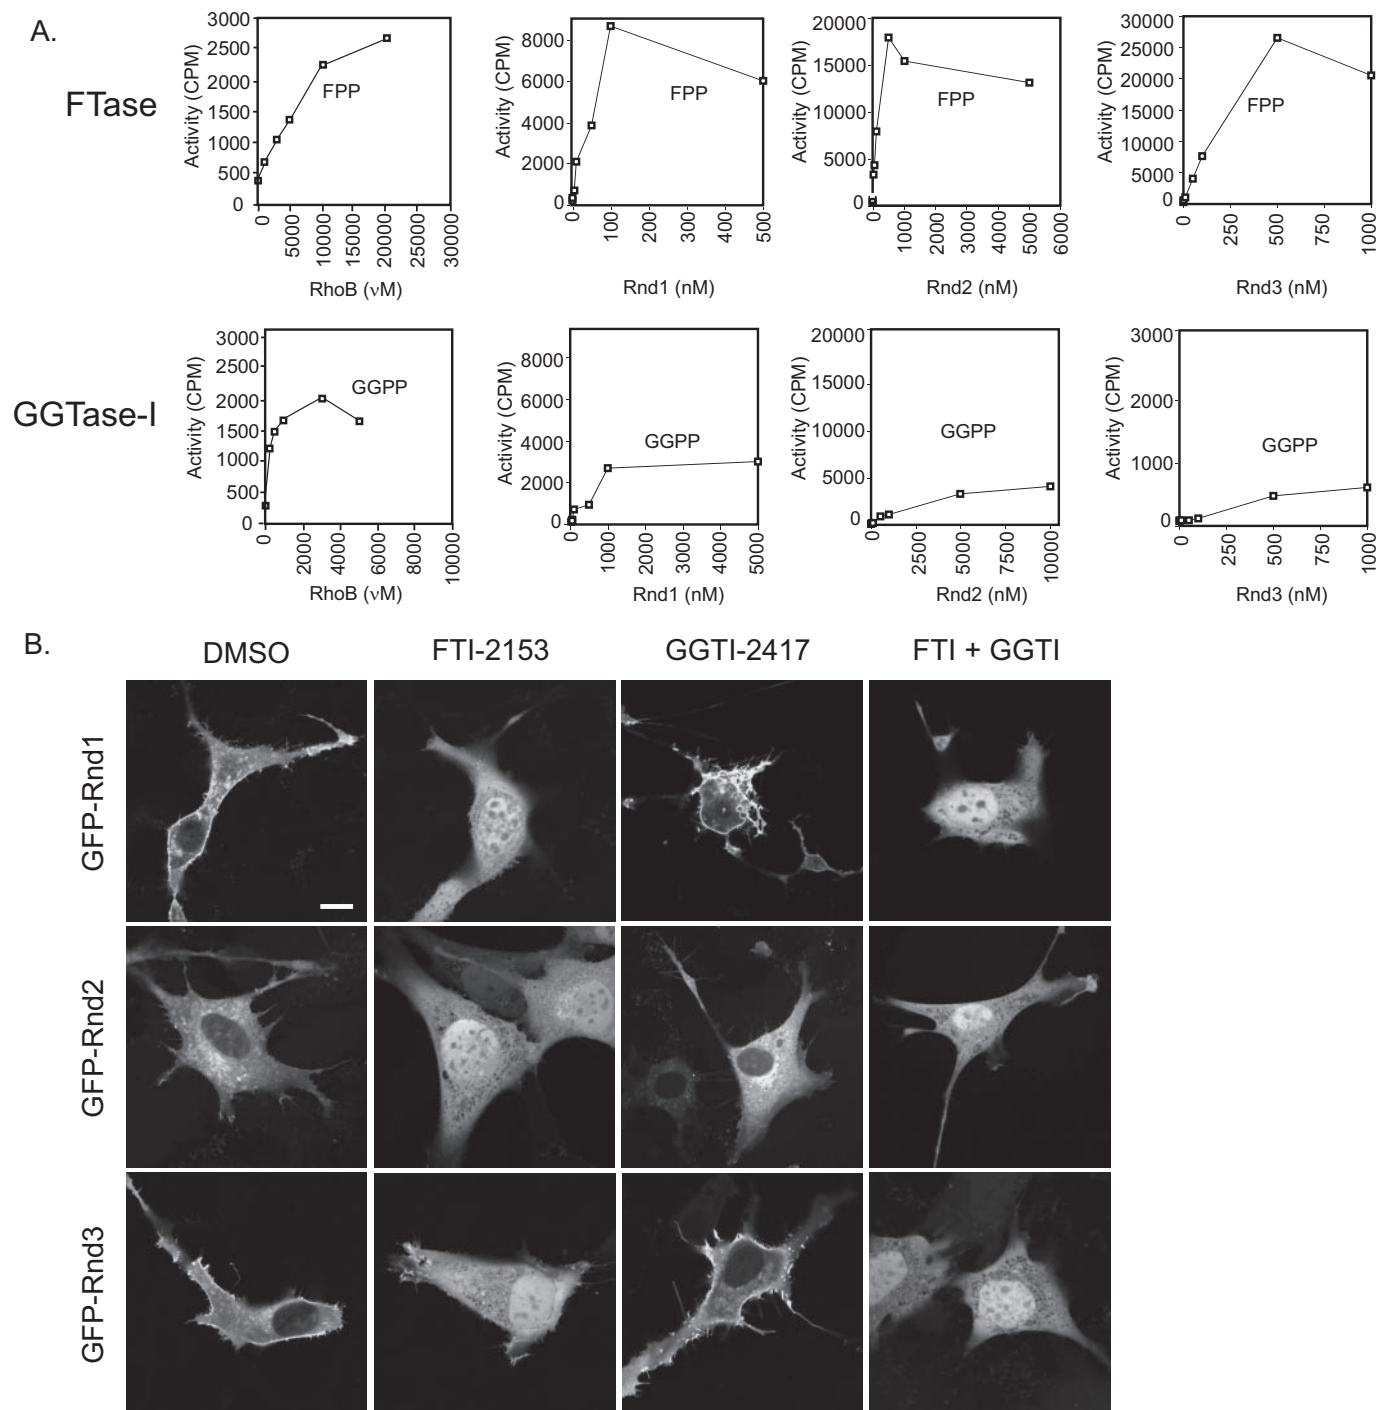 A.
FTase
Activity (CPM)
3000
2500
2000
1500
1000
500
0
FPP
0 5000 10000 15000 20000 25000 30000
RhoB (νM)
Activity (CPM)
8000
6000
4000
2000
0
FPP
0 100 200 300 400 500
Rnd1 (nM)
Activity (CPM)
20000
15000
10000
5000
0
FPP
0 1000 2000 3000 4000 5000 6000
Rnd2 (nM)
Activity (CPM)
30000
25000
20000
15000
10000
5000
0
FPP
0 250 500 750 1000
Rnd3 (nM)
GGTase-I
Activity (CPM)
3000
2500
2000
1500
1000
500
0
GGPP
0 2000 4000 6000 8000 10000
RhoB (νM)
Activity (CPM)
8000
6000
4000
2000
0
GGPP
0 1000 2000 3000 4000 5000
Rnd1 (nM)
Activity (CPM)
20000
15000
10000
5000
0
GGPP
0 2500 5000 7500 10000
Rnd2 (nM)
Activity (CPM)
3000
2000
1000
0
GGPP
0 250 500 750 1000
Rnd3 (nM)
B.
DMSO FTI-2153 GGTI-2417 FTI + GGTI
GFP-Rnd1
GFP-Rnd2
GFP-Rnd3